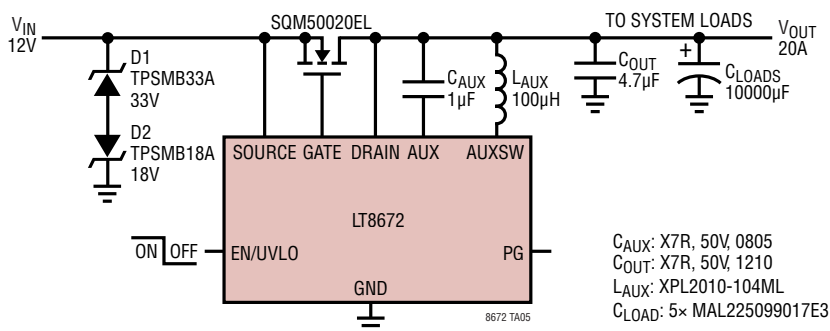 SQM50020EL
TO SYSTEM LOADS
VIN
12V
VOUT
20A
D1
TPSMB33A
33V
D2
TPSMB18A
18V
CAUX
1µF
LAUX
100µH
COUT
4.7µF
+
CLOADS
10000µF
SOURCE GATE DRAIN AUX AUXSW
LT8672
ON OFF
EN/UVLO
PG
GND
8672 TA05
CAUX: X7R, 50V, 0805
COUT: X7R, 50V, 1210
LAUX: XPL2010-104ML
CLOAD: 5× MAL225099017E3